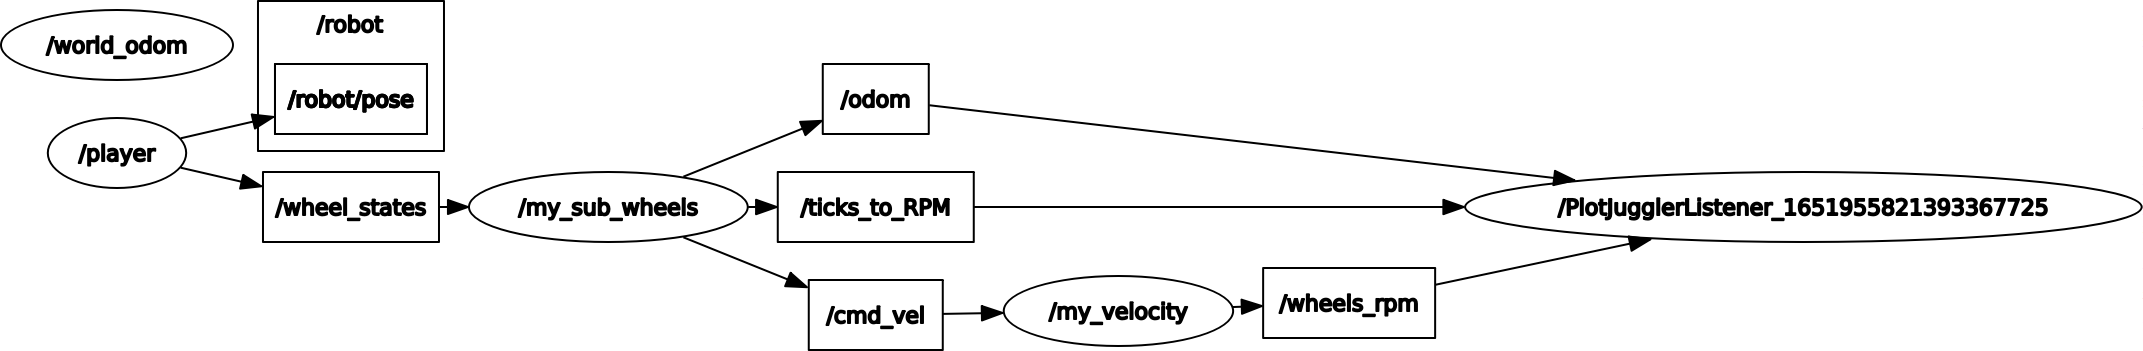 /world_odom
/robot
/robot/pose
/player
/wheel_states
/my_sub_wheels
/odom
/ticks_to_RPM
/cmd_vel
/my_velocity
/wheels_rpm
/PlotJugglerListener_1651955821393367725